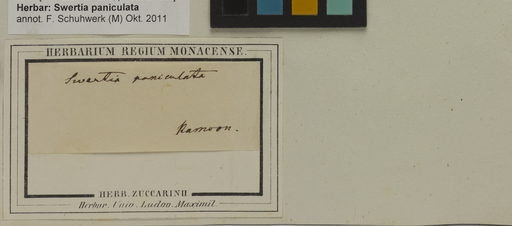 Herbar: Swertia paniculata
annot. F. Schuhwerk (M) Okt. 2011
HERBARIUM REGIUM MONACENSE.
Swertia paniculata
Kamoon.
HERB. ZUCCARINII
Herbar. Univ. Ludov. Maximil.